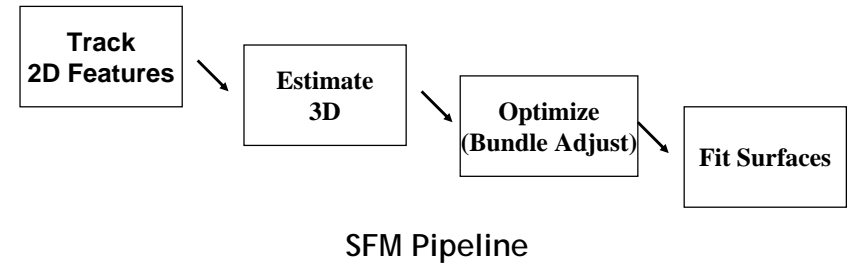 Track
2D Features
Estimate
3D
Optimize
(Bundle Adjust)
Fit Surfaces
SFM Pipeline